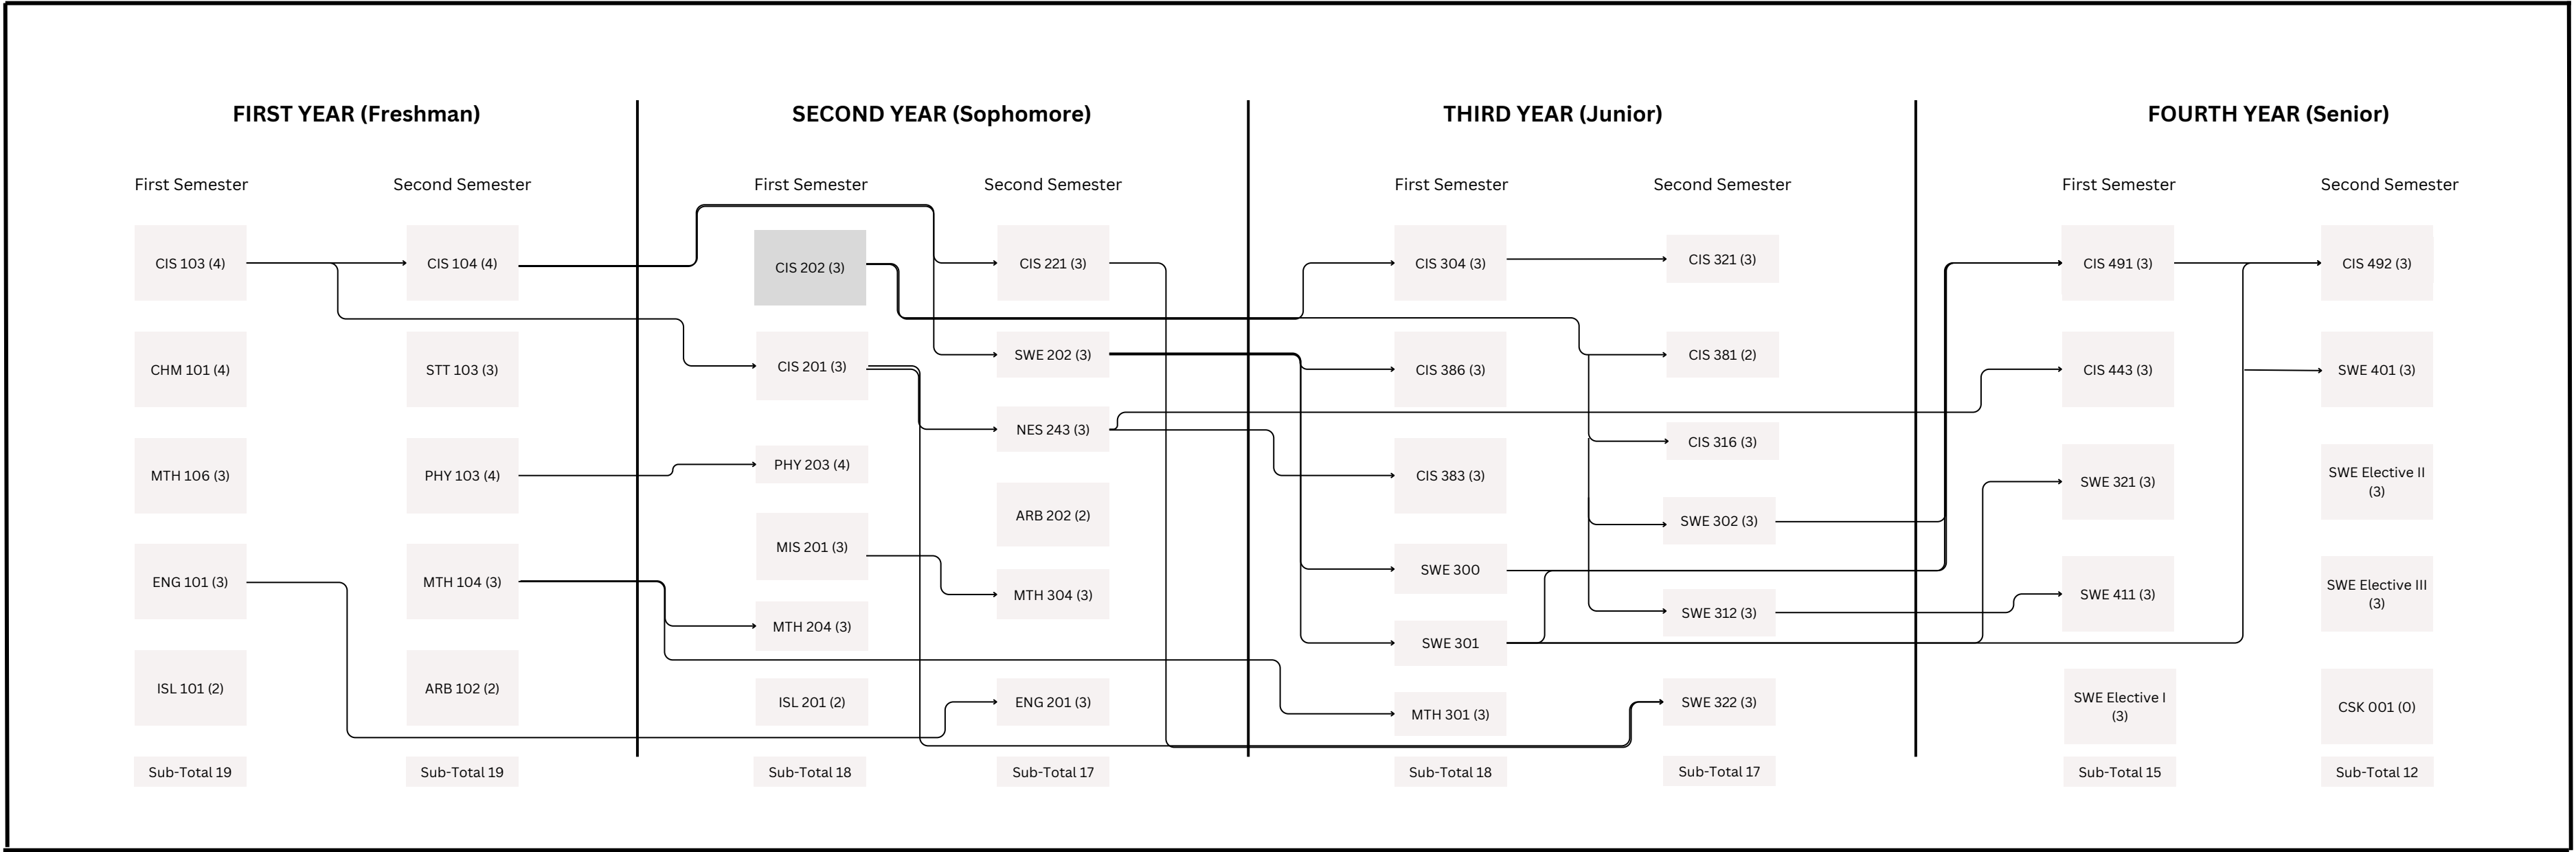 FIRST YEAR (Freshman)
First Semester
CIS 103 (4)
CHM 101 (4)
MTH 106 (3)
ENG 101 (3)
ISL 101 (2)
Sub-Total 19
Second Semester
CIS 104 (4)
STT 103 (3)
PHY 103 (4)
MTH 104 (3)
ARB 102 (2)
Sub-Total 19
SECOND YEAR (Sophomore)
First Semester
CIS 202 (3)
CIS 201 (3)
PHY 203 (4)
MIS 201 (3)
MTH 204 (3)
ISL 201 (2)
Sub-Total 18
Second Semester
CIS 221 (3)
SWE 202 (3)
NES 243 (3)
ARB 202 (2)
MTH 304 (3)
ENG 201 (3)
Sub-Total 17
THIRD YEAR (Junior)
First Semester
CIS 304 (3)
CIS 386 (3)
CIS 383 (3)
SWE 300
SWE 301
MTH 301 (3)
Sub-Total 18
Second Semester
CIS 321 (3)
CIS 381 (2)
CIS 316 (3)
SWE 302 (3)
SWE 312 (3)
SWE 322 (3)
Sub-Total 17
FOURTH YEAR (Senior)
First Semester
CIS 491 (3)
CIS 443 (3)
SWE 321 (3)
SWE 411 (3)
SWE Elective I
(3)
Sub-Total 15
Second Semester
CIS 492 (3)
SWE 401 (3)
SWE Elective II
(3)
SWE Elective III
(3)
CSK 001 (0)
Sub-Total 12